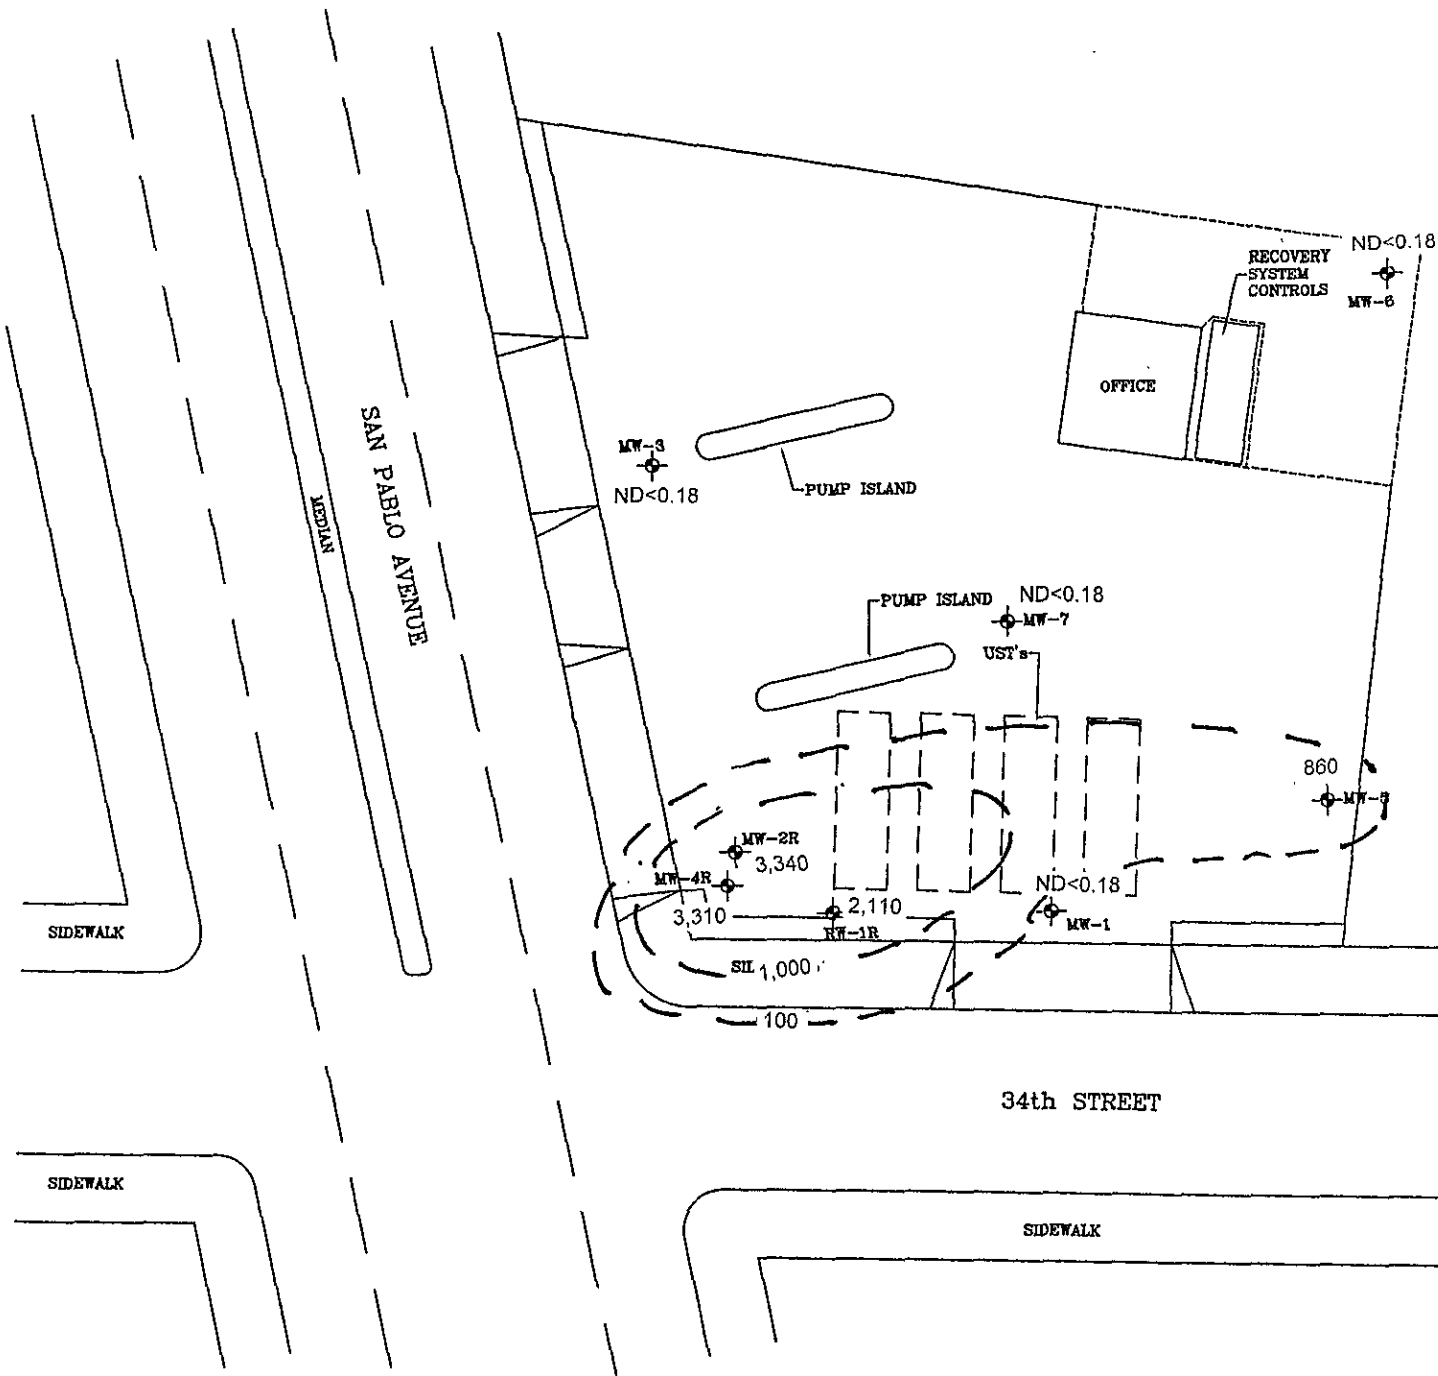 ND<0.18
RECOVERY
SYSTEM
CONTROLS
MW-6
OFFICE
SAN PABLO AVENUE
MEDIAN
MW-3
ND<0.18
PUMP ISLAND
PUMP ISLAND
ND<0.18
MW-7
UST's
860
MW-5
MW-2R
3,340
MW-4R
3,310
2,110
RW-1R
ND<0.18
MW-1
1,000
100
SIDEWALK
34th STREET
SIDEWALK
SIDEWALK